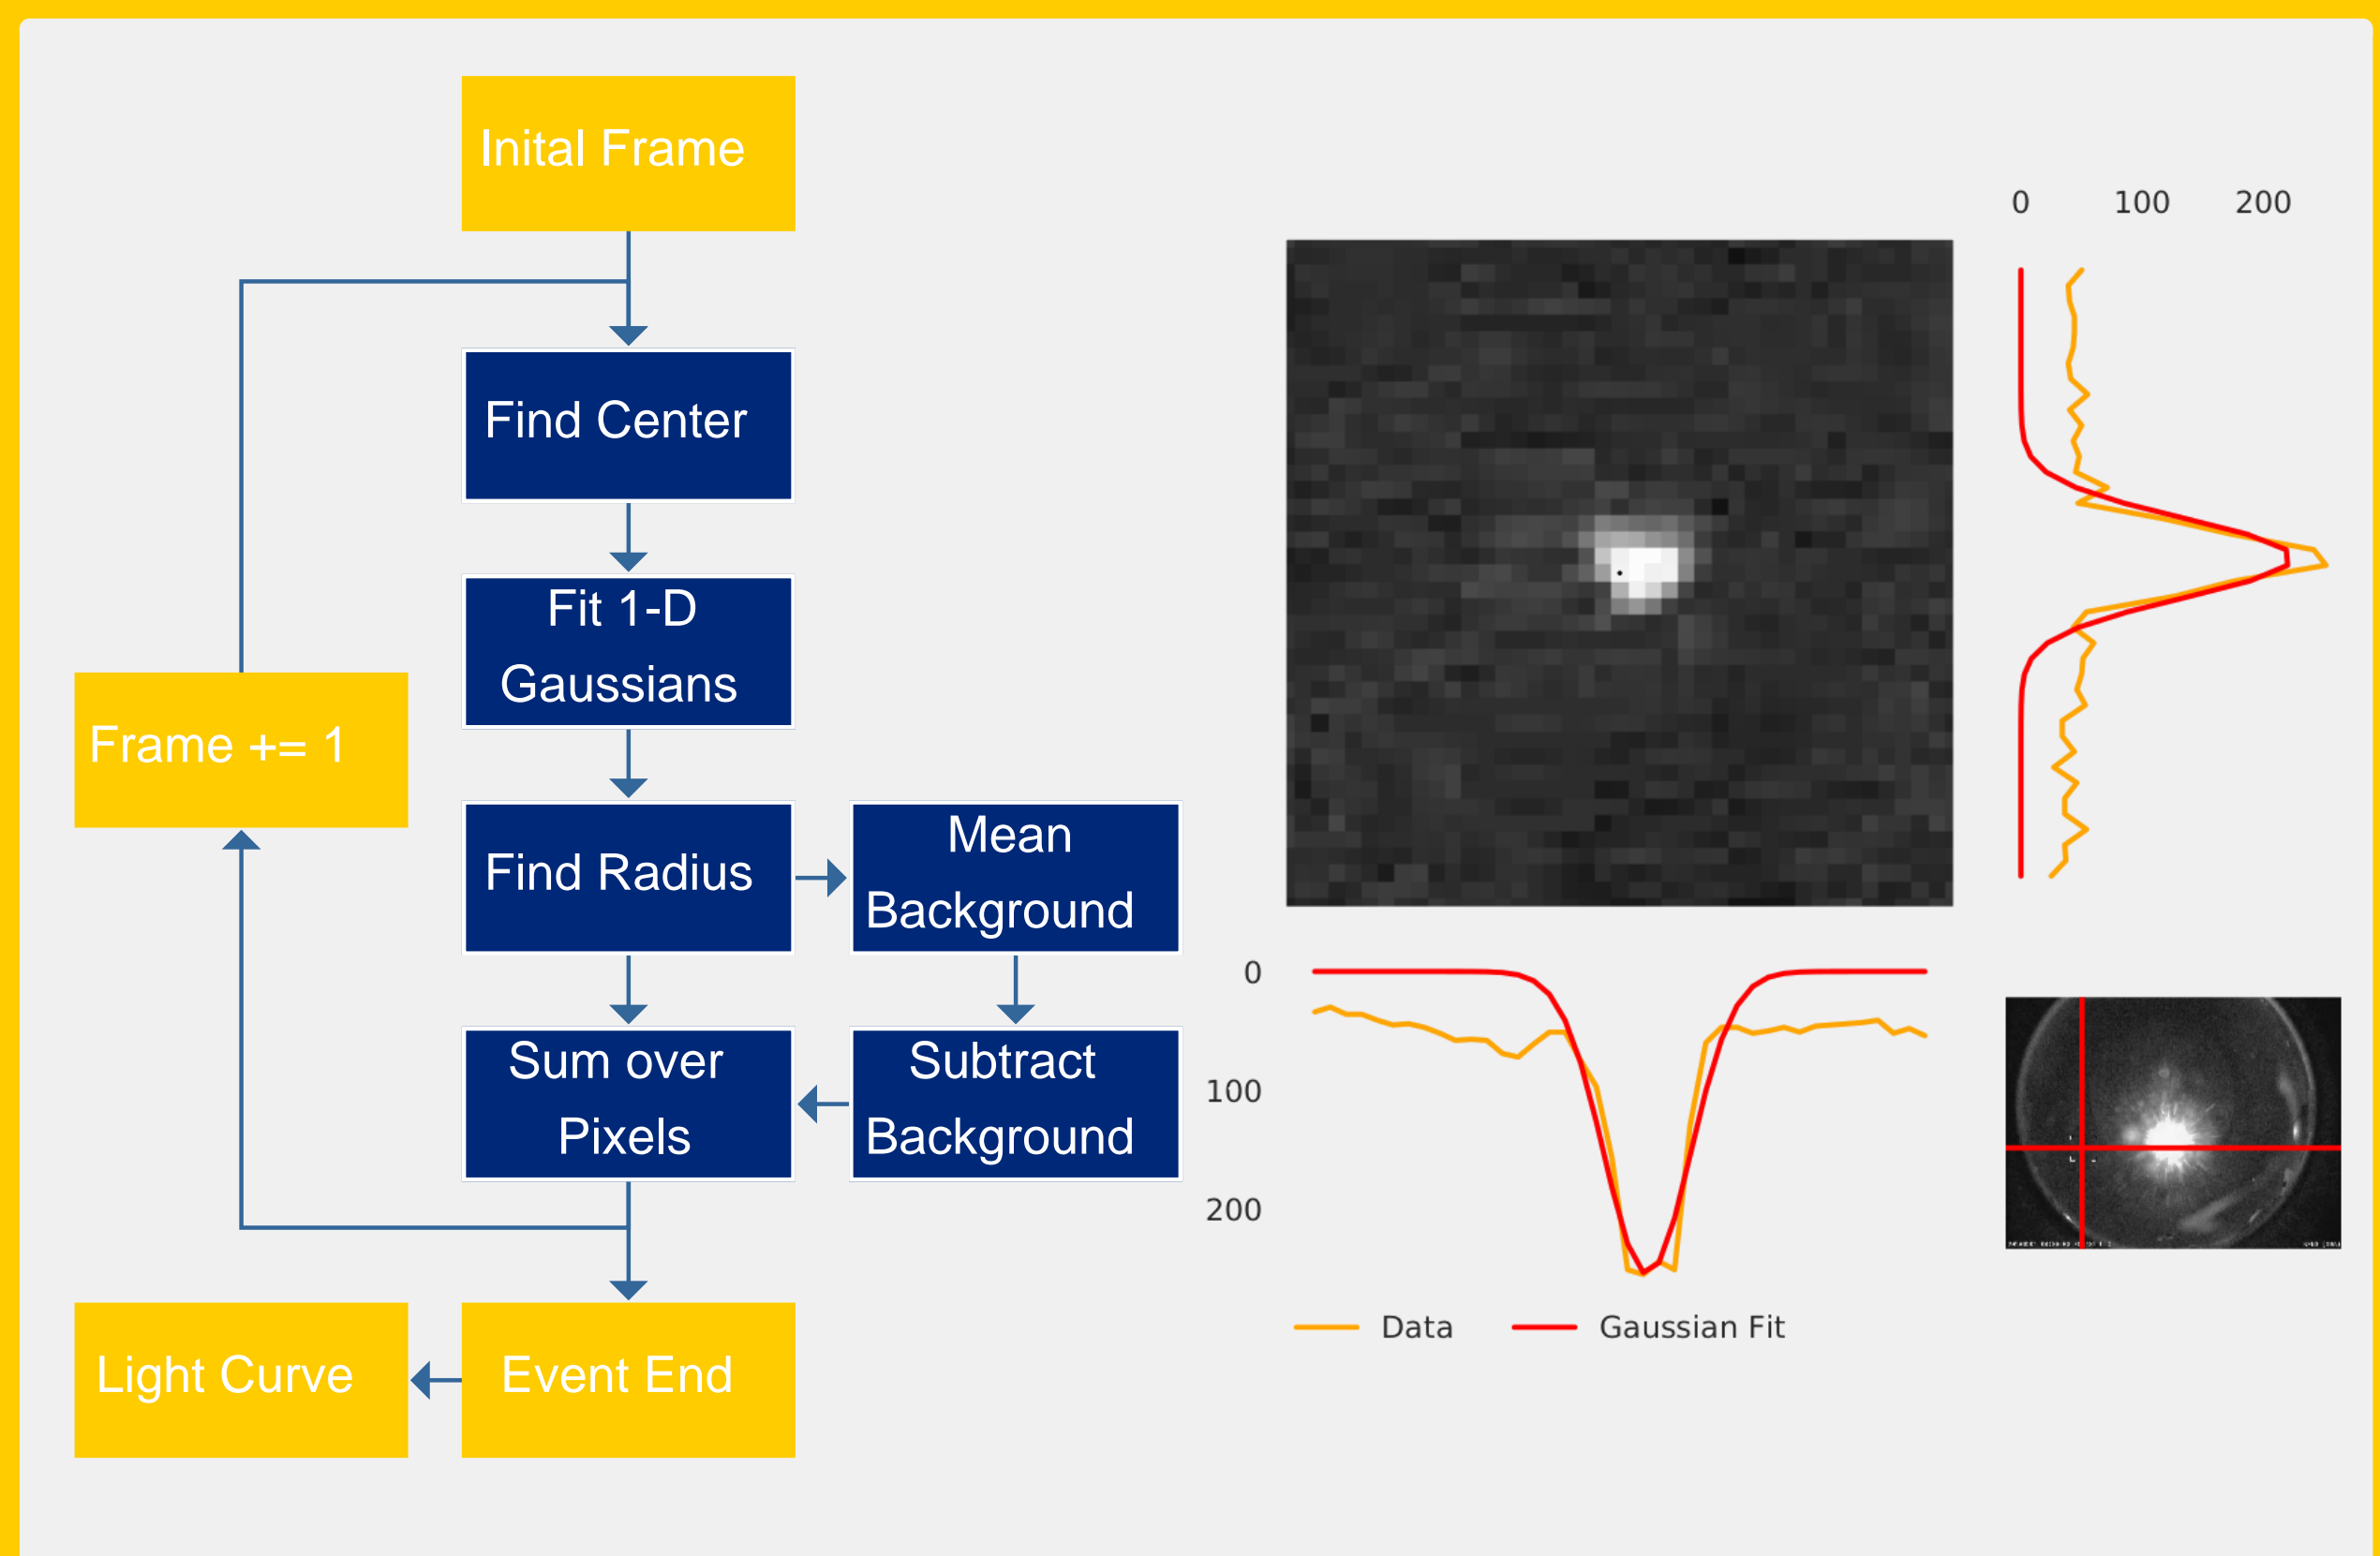 Inital Frame
Find Center
Fit 1-D
Gaussians
Frame += 1
Find Radius
Mean
Background
Sum over
Pixels
Subtract
Background
Light Curve
Event End
0 100 200
0
100
200
Data
Gaussian Fit